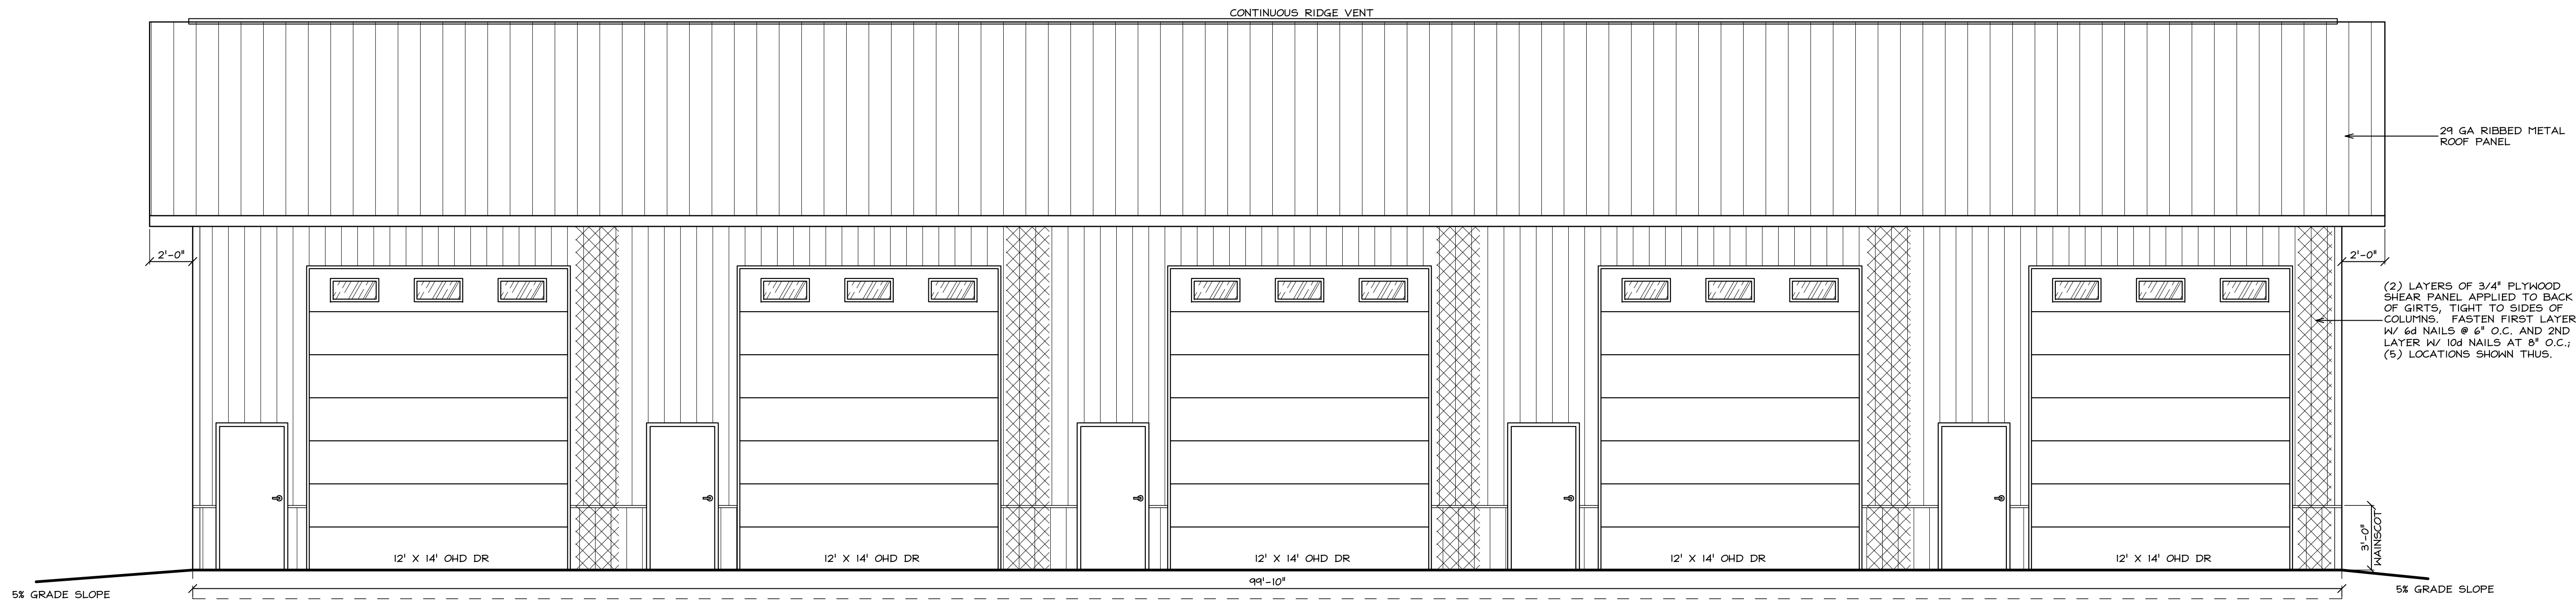 CONTINUOUS RIDGE VENT
29 GA RIBBED METAL
ROOF PANEL
2'-0"
2'-0"
(2) LAYERS OF 3/4" PLYWOOD
SHEAR PANEL APPLIED TO BACK
OF GIRTS, TIGHT TO SIDES OF
COLUMNS. FASTEN FIRST LAYER
W/ 6d NAILS @ 6" O.C. AND 2ND
LAYER W/ 10d NAILS AT 8" O.C.;
(5) LOCATIONS SHOWN THUS.
12' X 14' OHD DR
12' X 14' OHD DR
12' X 14' OHD DR
12' X 14' OHD DR
12' X 14' OHD DR
3'-0"
WAINSCOT
99'-10"
5% GRADE SLOPE
5% GRADE SLOPE